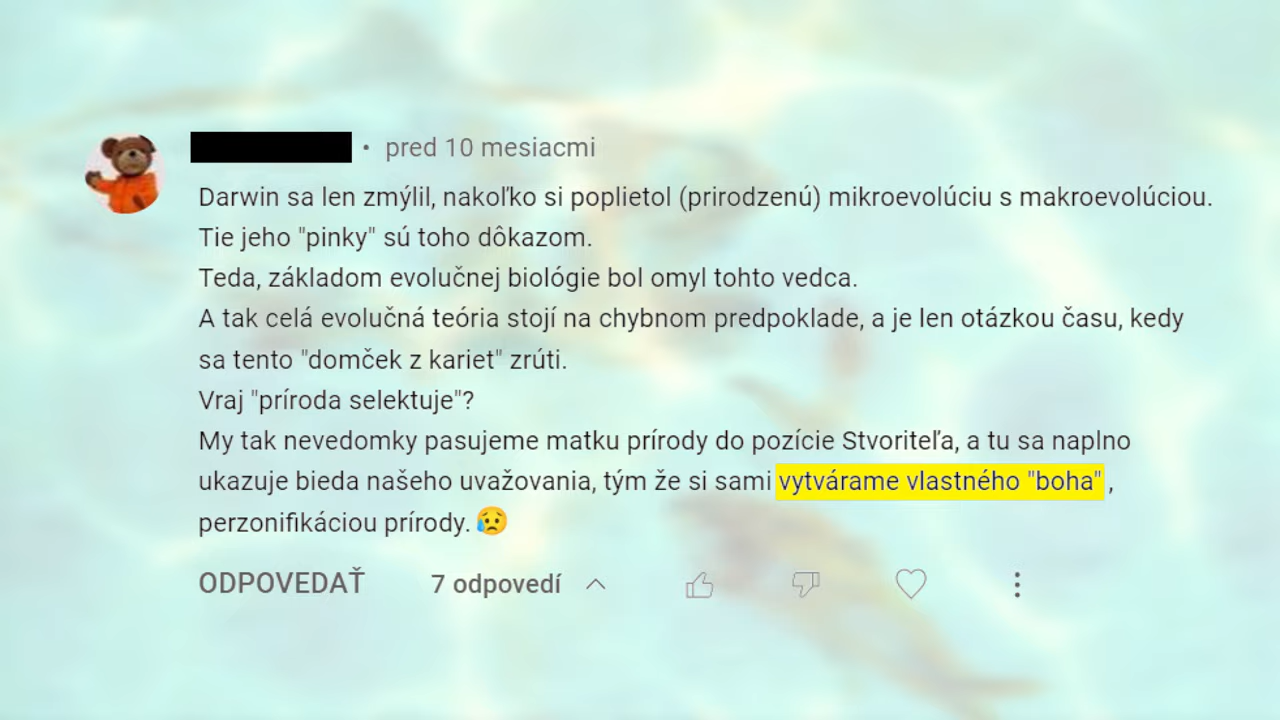 • pred 10 mesiacmi
Darwin sa len zmýlil, nakoľko si poplietol (prirodzenú) mikroevolúciu s makroevolúciou.
Tie jeho "pinky" sú toho dôkazom.
Teda, základom evolučnej biológie bol omyl tohto vedca.
A tak celá evolučná teória stojí na chybnom predpoklade, a je len otázkou času, kedy
sa tento "domček z kariet" zrúti.
Vraj "príroda selektuje"?
My tak nevedomky pasujeme matku prírody do pozície Stvoriteľa, a tu sa naplno
ukazuje bieda našeho uvažovania, tým že si sami vytvárame vlastného "boha" ,
perzonifikáciou prírody. 😥
ODPOVEDAŤ 7 odpovedí